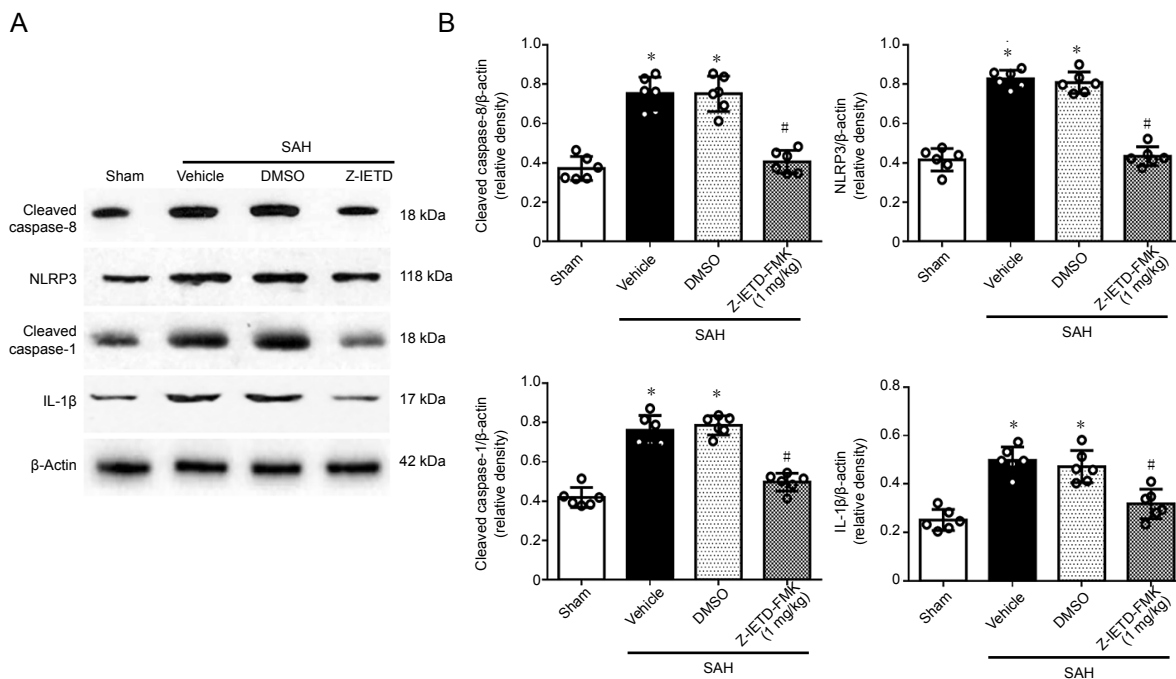 A
SAH
Sham Vehicle DMSO Z-IETD
Cleaved
caspase-8
18 kDa
NLRP3
118 kDa
Cleaved
caspase-1
18 kDa
IL-1β
17 kDa
β-Actin
42 kDa
B
Cleaved caspase-8/β-actin
(relative density)
1.0
0.8
0.6
0.4
0.2
0
* * #
Sham
Vehicle
DMSO
Z-IETD-FMK
(1 mg/kg)
SAH
NLRP3/β-actin
(relative density)
1.0
0.8
0.6
0.4
0.2
0
* * #
Sham
Vehicle
DMSO
Z-IETD-FMK
(1 mg/kg)
SAH
Cleaved caspase-1/β-actin
(relative density)
1.0
0.8
0.6
0.4
0.2
0
* * #
Sham
Vehicle
DMSO
Z-IETD-FMK
(1 mg/kg)
SAH
IL-1β/β-actin
(relative density)
0.8
0.6
0.4
0.2
0
* * #
Sham
Vehicle
DMSO
Z-IETD-FMK
(1 mg/kg)
SAH